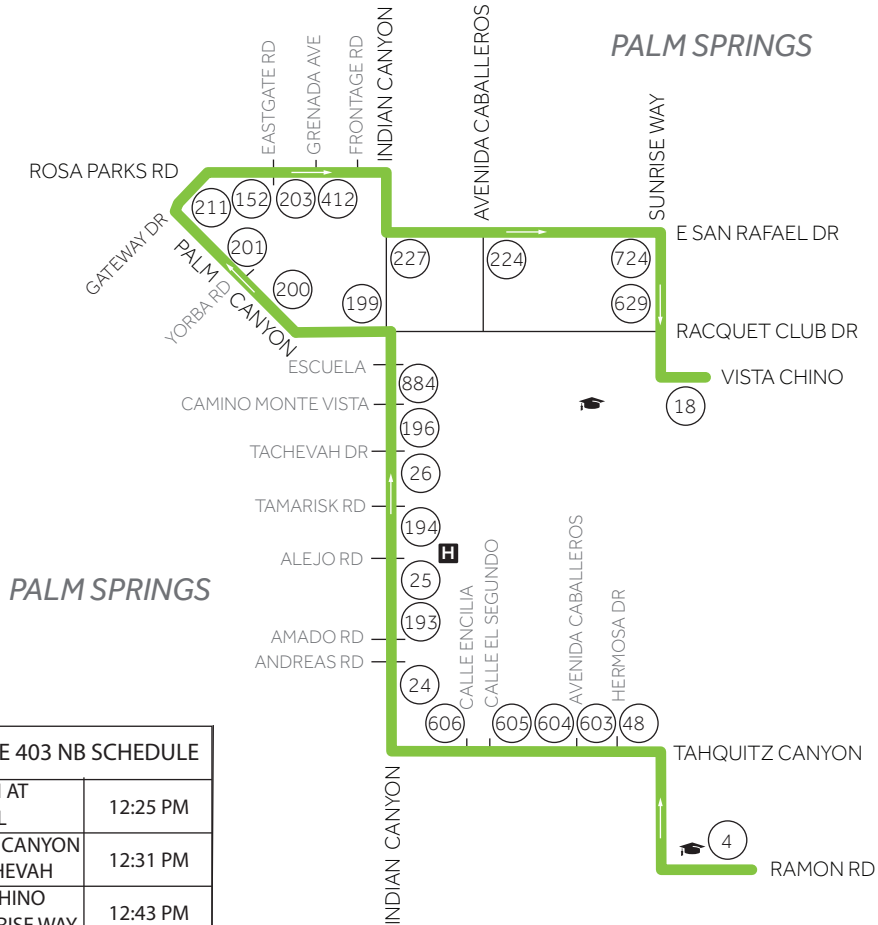 PALM SPRINGS
EASTGATE RD
GRENADA AVE
FRONTAGE RD
INDIAN CANYON
AVENIDA CABALLEROS
SUNRISE WAY
ROSA PARKS RD
211
152
203
412
E SAN RAFAEL DR
227
224
724
GATEWAY DR
PALM CANYON
201
YORBA RD
200
199
629
RACQUET CLUB DR
ESCUELA
884
VISTA CHINO
18
CAMINO MONTE VISTA
196
TACHEVAH DR
26
TAMARISK RD
194
H
ALEJO RD
25
PALM SPRINGS
193
AMADO RD
ANDREAS RD
24
CALLE ENCILIA
CALLE EL SEGUNDO
AVENIDA CABALLEROS
HERMOSA DR
606
605
604
603
48
TAHQUITZ CANYON
INDIAN CANYON
4
RAMON RD
E 403 NB SCHEDULE
AT
L
12:25 PM
CANYON
HEVAH
12:31 PM
HINO
RISE WAY
12:43 PM